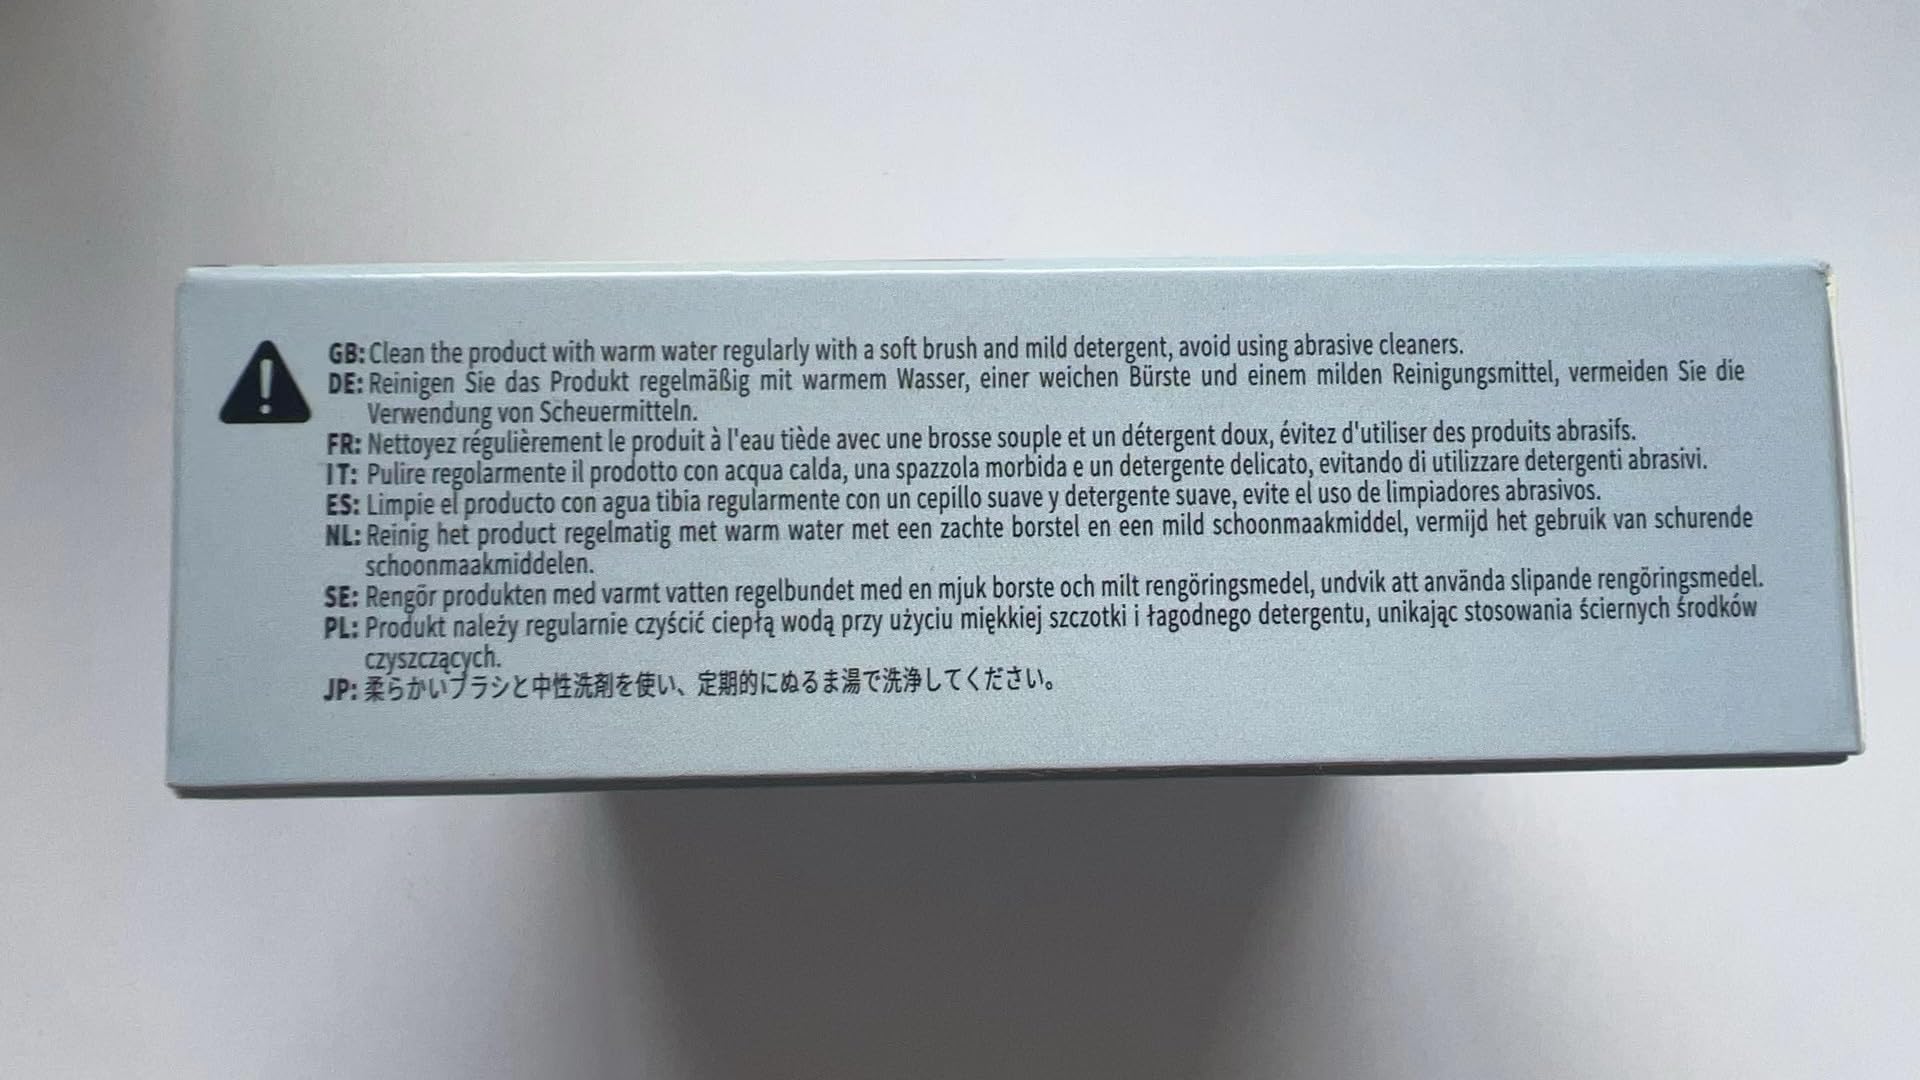 GB: Clean the product with warm water regularly with a soft brush and mild detergent, avoid using abrasive cleaners.
DE: Reinigen Sie das Produkt regelmäßig mit warmem Wasser, einer weichen Bürste und einem milden Reinigungsmittel, vermeiden Sie die
Verwendung von Scheuermitteln.
FR: Nettoyez régulièrement le produit à l'eau tiède avec une brosse souple et un détergent doux, évitez d'utiliser des produits abrasifs.
IT: Pulire regolarmente il prodotto con acqua calda, una spazzola morbida e un detergente delicato, evitando di utilizzare detergenti abrasivi.
ES: Limpie el producto con agua tibia regularmente con un cepillo suave y detergente suave, evite el uso de limpiadores abrasivos.
NL: Reinig het product regelmatig met warm water met een zachte borstel en een mild schoonmaakmiddel, vermijd het gebruik van schurende
schoonmaakmiddelen.
SE: Rengör produkten med varmt vatten regelbundet med en mjuk borste och milt rengöringsmedel, undvik att använda slipande rengöringsmedel.
PL: Produkt należy regularnie czyścić ciepłą wodą przy użyciu miękkiej szczotki i łagodnego detergentu, unikając stosowania ściernych środków
czyszczących.
JP: 柔らかいブラシと中性洗剤を使い、定期的にぬるま湯で洗浄してください。